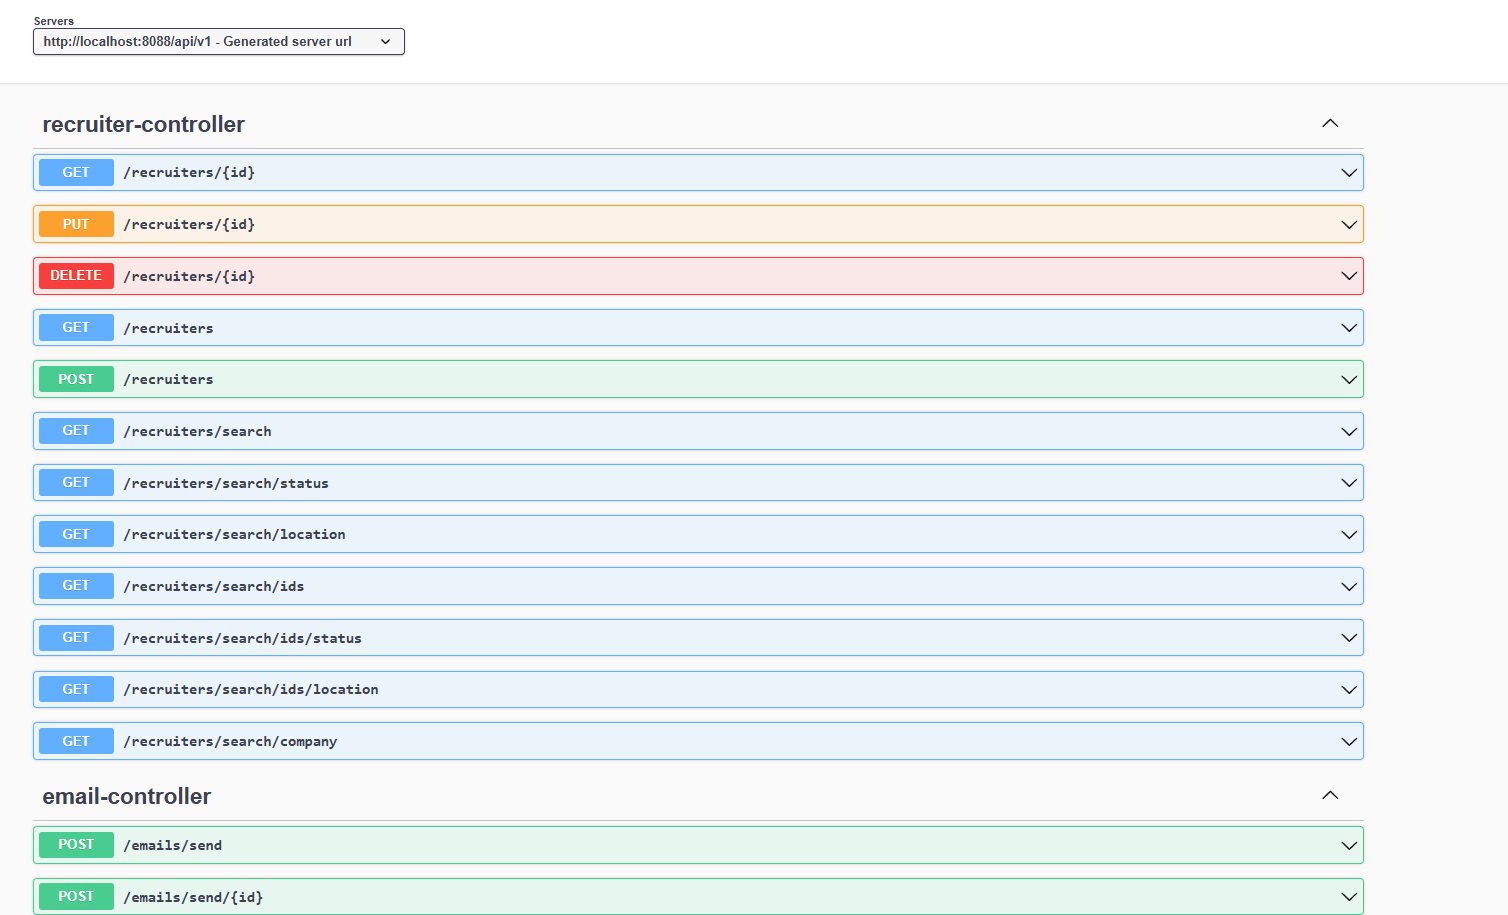 Servers
http://localhost:8088/api/v1 - Generated server url
recruiter-controller
GET /recruiters/{id}
PUT /recruiters/{id}
DELETE /recruiters/{id}
GET /recruiters
POST /recruiters
GET /recruiters/search
GET /recruiters/search/status
GET /recruiters/search/location
GET /recruiters/search/ids
GET /recruiters/search/ids/status
GET /recruiters/search/ids/location
GET /recruiters/search/company
email-controller
POST /emails/send
POST /emails/send/{id}